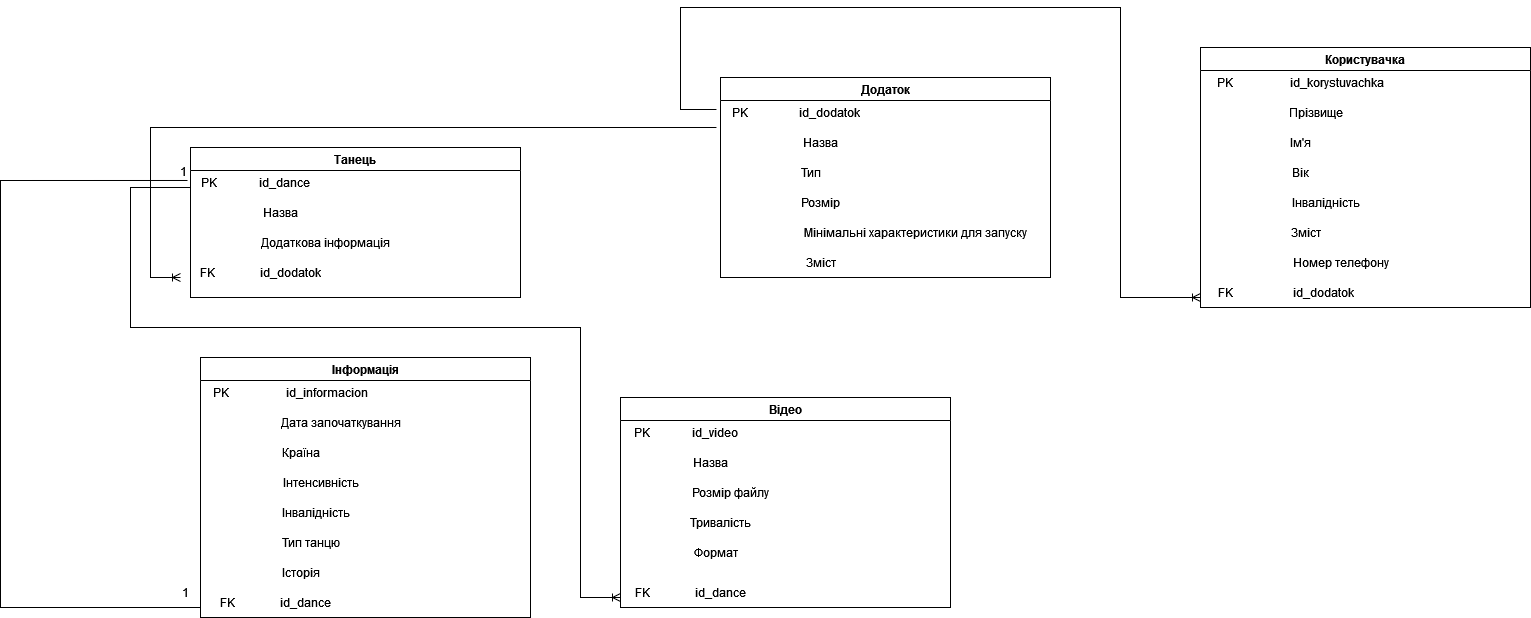 Користувачка
PK id_korystuvachka
Прізвище
Ім'я
Вік
Інвалідність
Зміст
Номер телефону
FK id_dodatok
Додаток
PK id_dodatok
Назва
Тип
Розмір
Мінімальні характеристики для запуску
Зміст
1
Танець
PK id_dance
Назва
Додаткова інформація
FK id_dodatok
Інформація
PK id_informacion
Дата започаткування
Країна
Інтенсивність
Інвалідність
Тип танцю
Історія
1
FK id_dance
Відео
PK id_video
Назва
Розмір файлу
Тривалість
Формат
FK id_dance